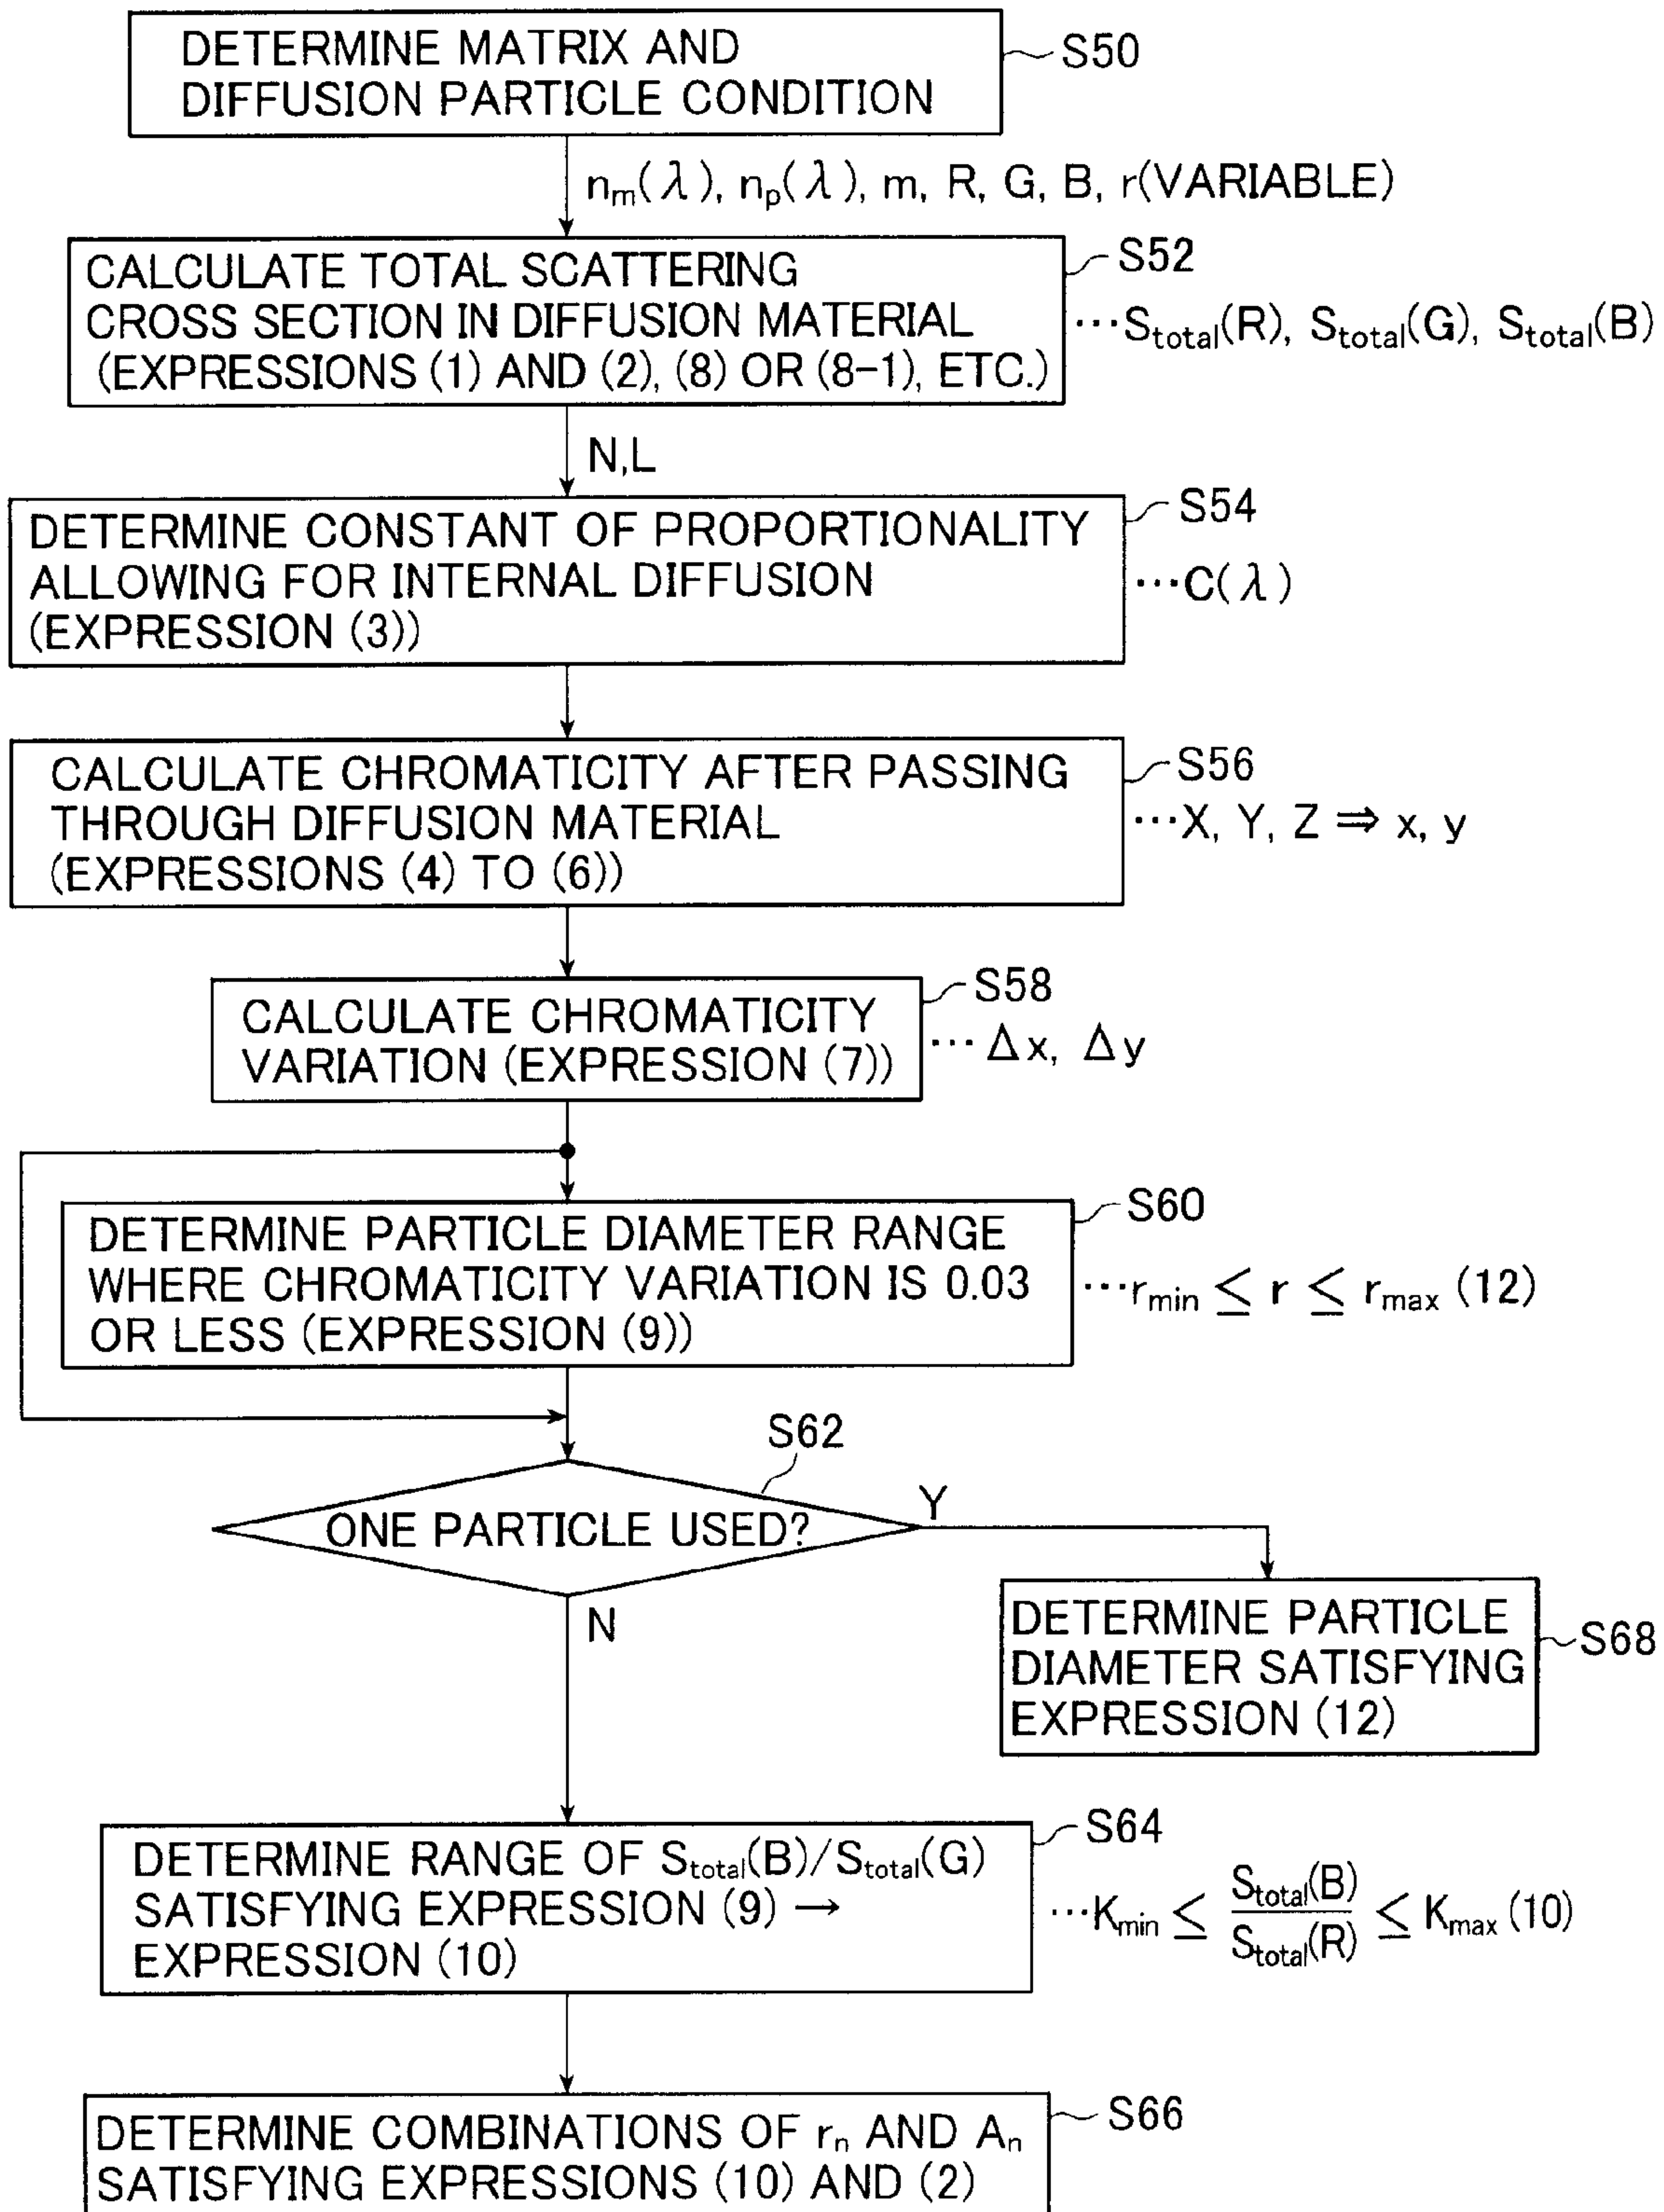 DETERMINE MATRIX AND
DIFFUSION PARTICLE CONDITION
S50
nm(λ), np(λ), m, R, G, B, r(VARIABLE)
CALCULATE TOTAL SCATTERING
CROSS SECTION IN DIFFUSION MATERIAL
(EXPRESSIONS (1) AND (2), (8) OR (8-1), ETC.)
S52
···Stotal(R), Stotal(G), Stotal(B)
N,L
DETERMINE CONSTANT OF PROPORTIONALITY
ALLOWING FOR INTERNAL DIFFUSION
(EXPRESSION (3))
S54
···C(λ)
CALCULATE CHROMATICITY AFTER PASSING
THROUGH DIFFUSION MATERIAL
(EXPRESSIONS (4) TO (6))
S56
···X, Y, Z ⇒ x, y
CALCULATE CHROMATICITY
VARIATION (EXPRESSION (7))
S58
··· Δx, Δy
DETERMINE PARTICLE DIAMETER RANGE
WHERE CHROMATICITY VARIATION IS 0.03
OR LESS (EXPRESSION (9))
S60
···rmin ≤ r ≤ rmax (12)
S62
ONE PARTICLE USED?
Y
N
DETERMINE PARTICLE
DIAMETER SATISFYING
EXPRESSION (12)
S68
DETERMINE RANGE OF Stotal(B)/Stotal(G)
SATISFYING EXPRESSION (9) →
EXPRESSION (10)
S64
···Kmin ≤ Stotal(B)/Stotal(R) ≤ Kmax (10)
DETERMINE COMBINATIONS OF rn AND An
SATISFYING EXPRESSIONS (10) AND (2)
S66